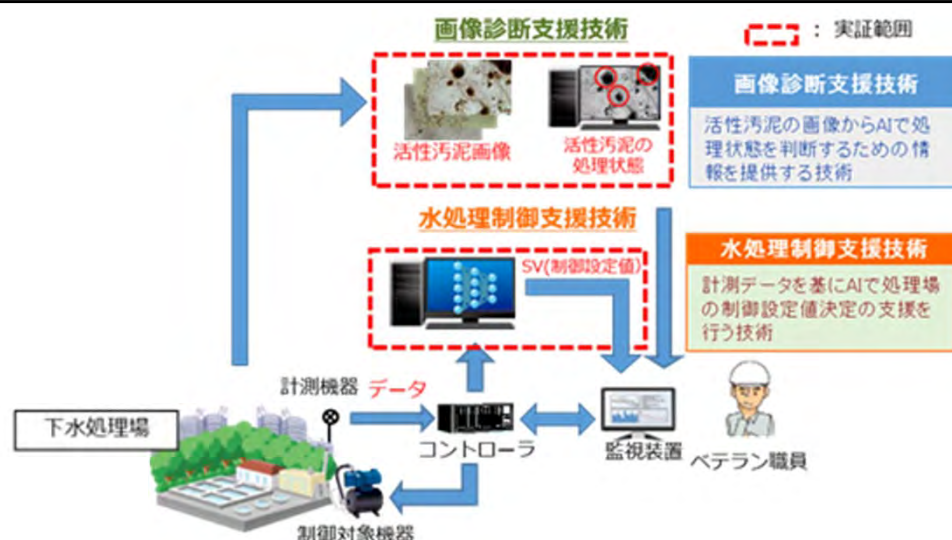 画像診断支援技術
： 実証範囲
活性汚泥画像
活性汚泥の
処理状態
画像診断支援技術
活性汚泥の画像からAIで処
理状態を判断するための情
報を提供する技術
水処理制御支援技術
SV(制御設定値)
水処理制御支援技術
計測データを基にAIで処理場
の制御設定値決定の支援を
行う技術
計測機器
データ
下水処理場
コントローラ
監視装置
ベテラン職員
制御対象機器